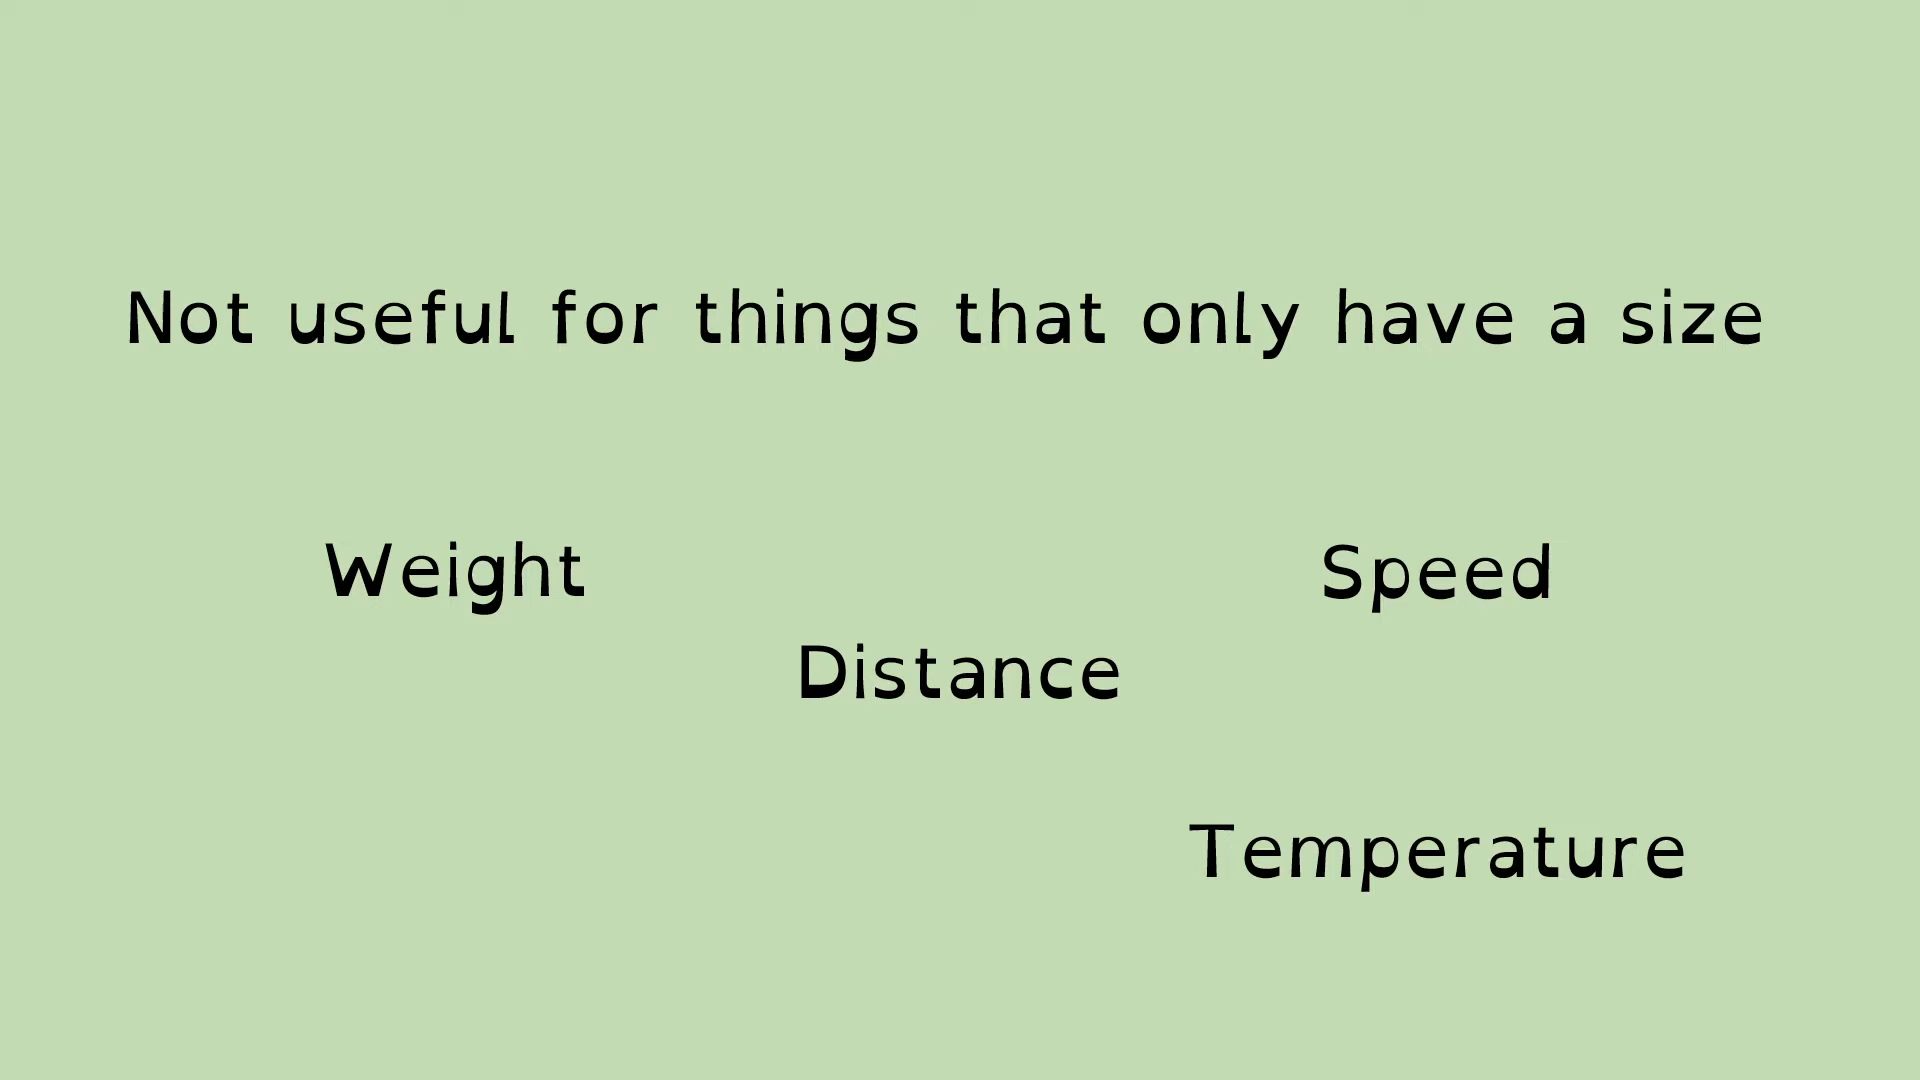 Not useful for things that only have a size
Weight
Speed
Distance
Temperature